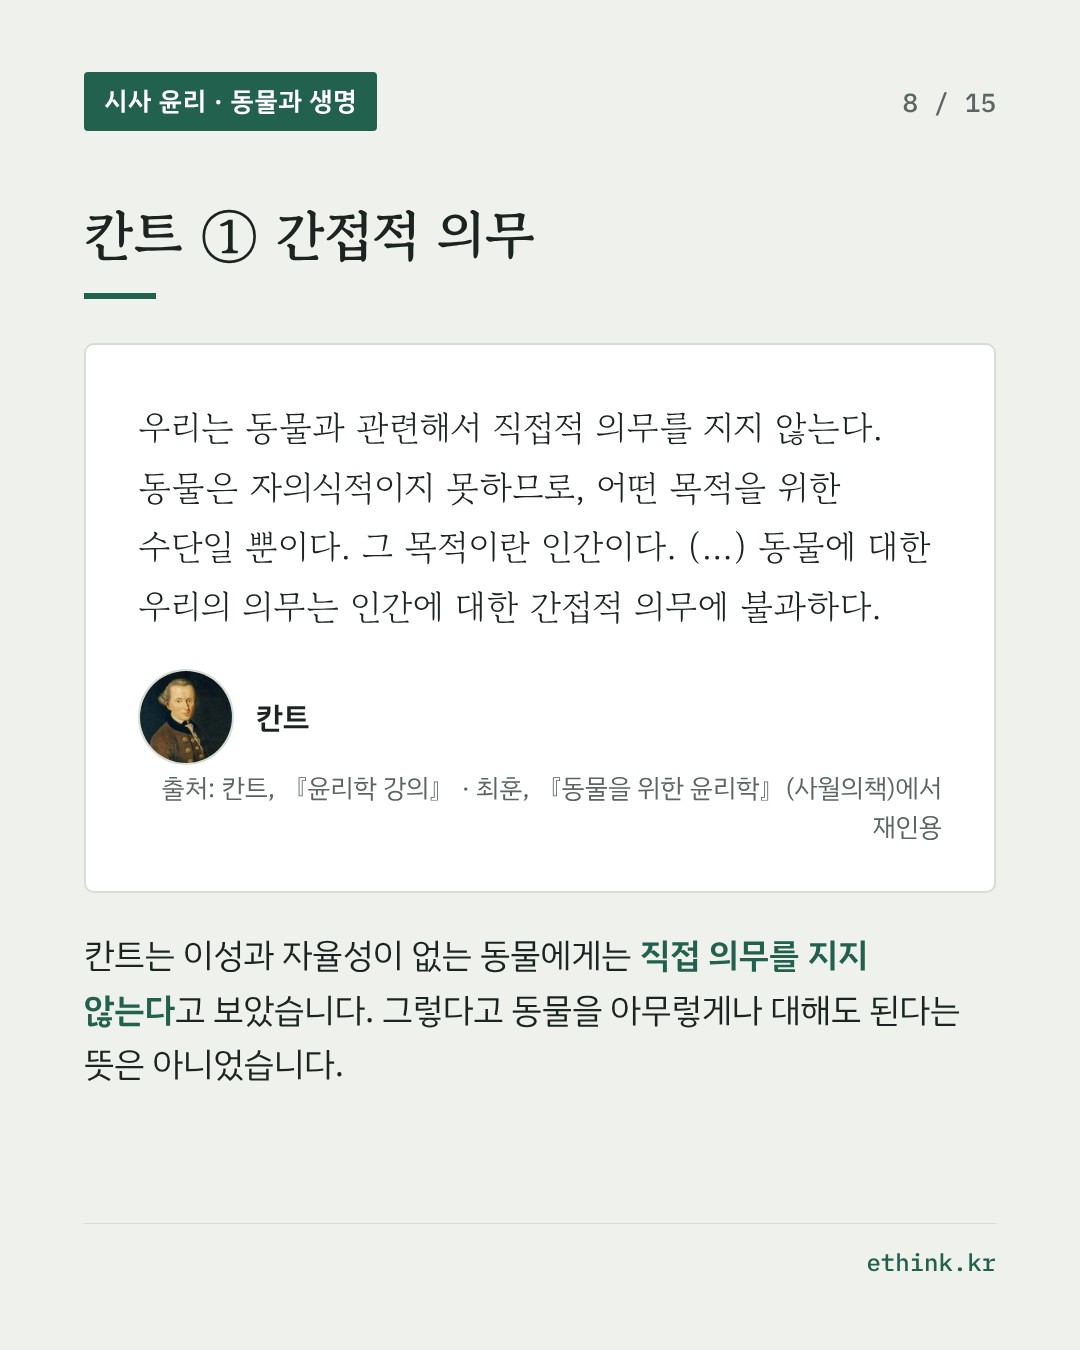 시사 윤리 · 동물과 생명
8 / 15
칸트 ① 간접적 의무
우리는 동물과 관련해서 직접적 의무를 지지 않는다.
동물은 자의식적이지 못하므로, 어떤 목적을 위한
수단일 뿐이다. 그 목적이란 인간이다. (…) 동물에 대한
우리의 의무는 인간에 대한 간접적 의무에 불과하다.
칸트
출처: 칸트, 『윤리학 강의』 · 최훈, 『동물을 위한 윤리학』(사월의책)에서
재인용
칸트는 이성과 자율성이 없는 동물에게는 직접 의무를 지지
않는다고 보았습니다. 그렇다고 동물을 아무렇게나 대해도 된다는
뜻은 아니었습니다.
ethink.kr